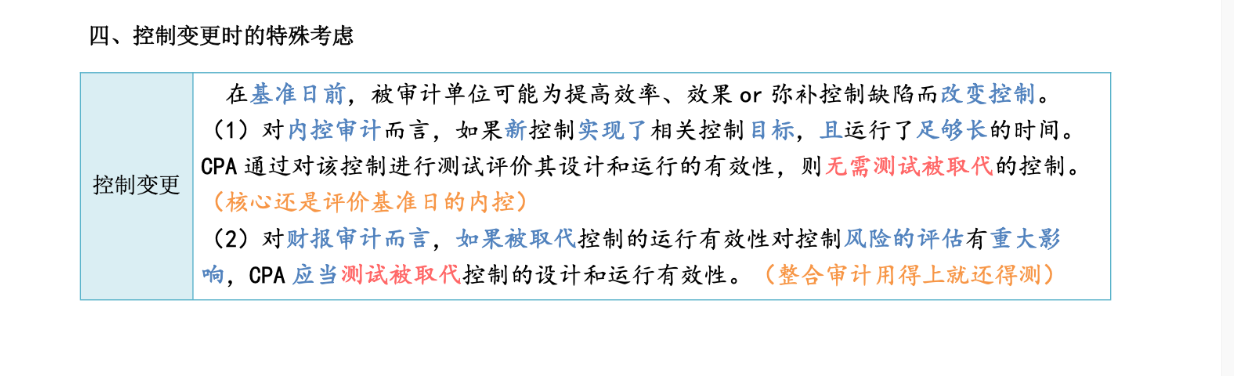 四、控制变更时的特殊考虑
在基准日前，被审计单位可能为提高效率、效果 or 弥补控制缺陷而改变控制。
（1）对内控审计而言，如果新控制实现了相关控制目标，且运行了足够长的时间。
CPA 通过对该控制进行测试评价其设计和运行的有效性，则无需测试被取代的控制。
控制变更
（核心还是评价基准日的内控）
（2）对财报审计而言，如果被取代控制的运行有效性对控制风险的评估有重大影
响，CPA 应当测试被取代控制的设计和运行有效性。（整合审计用得上就还得测）